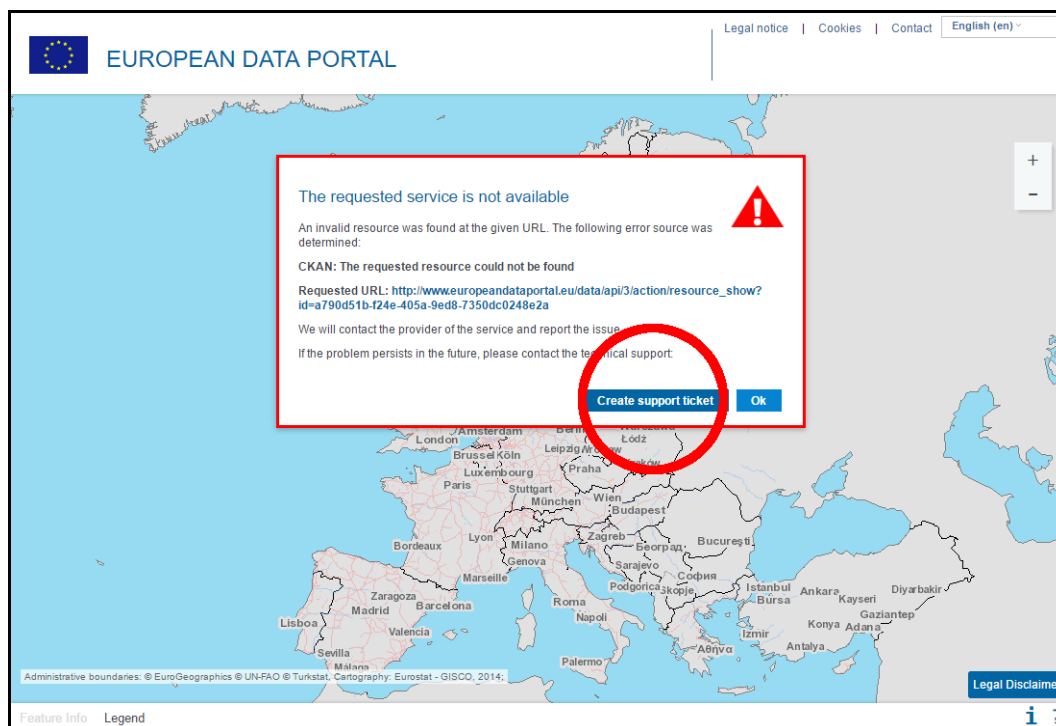 Legal notice | Cookies | Contact English (en)
EUROPEAN DATA PORTAL
+
−
The requested service is not available
An invalid resource was found at the given URL. The following error source was
determined:
CKAN: The requested resource could not be found
Requested URL: http://www.europeandataportal.eu/data/api/3/action/resource_show?
id=a790d51b-f24e-405a-9ed8-7350dc0248e2a
We will contact the provider of the service and report the issue.
If the problem persists in the future, please contact the technical support:
Create support ticket Ok
Amsterdam
London
Łódź
Leipzig
Brussel Köln
Luxembourg
Praha
Paris
Stuttgart
München
Wien
Budapest
Lyon
Milano
Zagreb
Београд
București
Bordeaux
Genova
Sarajevo
Marseille
Podgorica
София
Skopje
Istanbul
Bursa
Ankara
Kayseri
Diyarbakir
Zaragoza
Madrid
Barcelona
Roma
Napoli
Gaziantep
Konya
Adana
Lisboa
Valencia
Izmir
Antalya
Αθήνα
Sevilla
Palermo
Málaga
Administrative boundaries: © EuroGeographics © UN-FAO © Turkstat, Cartography: Eurostat - GISCO, 2014;
Legal Disclaime
Feature Info Legend
i